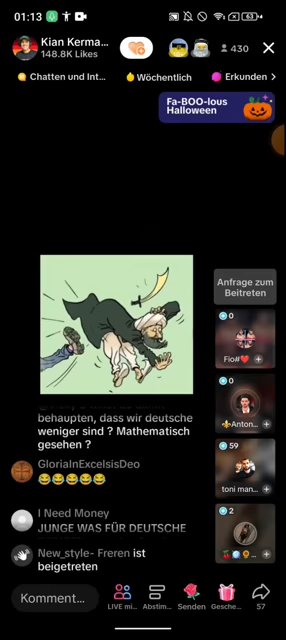 01:13
63
Kian Kerma...
148.8K Likes
430
Chatten und Int...
Wöchentlich
Erkunden
Fa-BOO-lous
Halloween
Anfrage zum
Beitreten
0
Fio#❤️
0
⚜️Anton...
59
toni man...
2
behaupten, dass wir deutsche
weniger sind ? Mathematisch
gesehen ?
GloriaInExcelsisDeo
😂😂😂😂😂
I Need Money
JUNGE WAS FÜR DEUTSCHE
New_style- Freren ist
beigetreten
Komment...
LIVE mi...
Abstim...
Senden
Gesche...
57